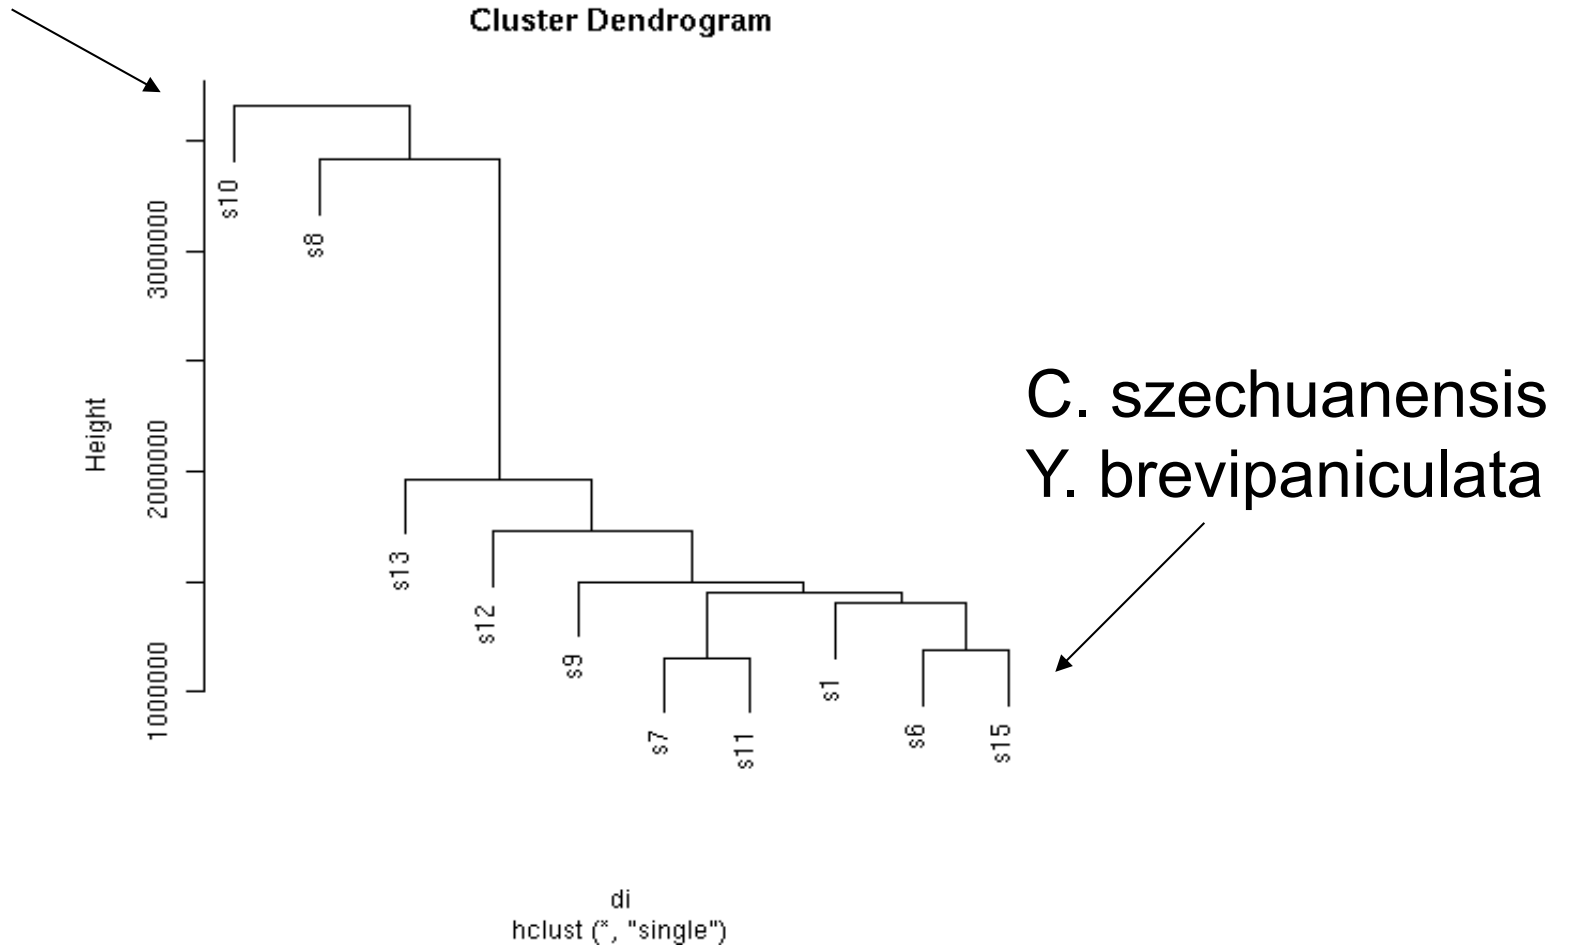 Cluster Dendrogram
Height
3000000
2000000
1000000
s10
s8
s13
s12
s9
s7
s11
s1
s6
s15
C. szechuanensis
Y. brevipaniculata
di
hclust (*, "single")